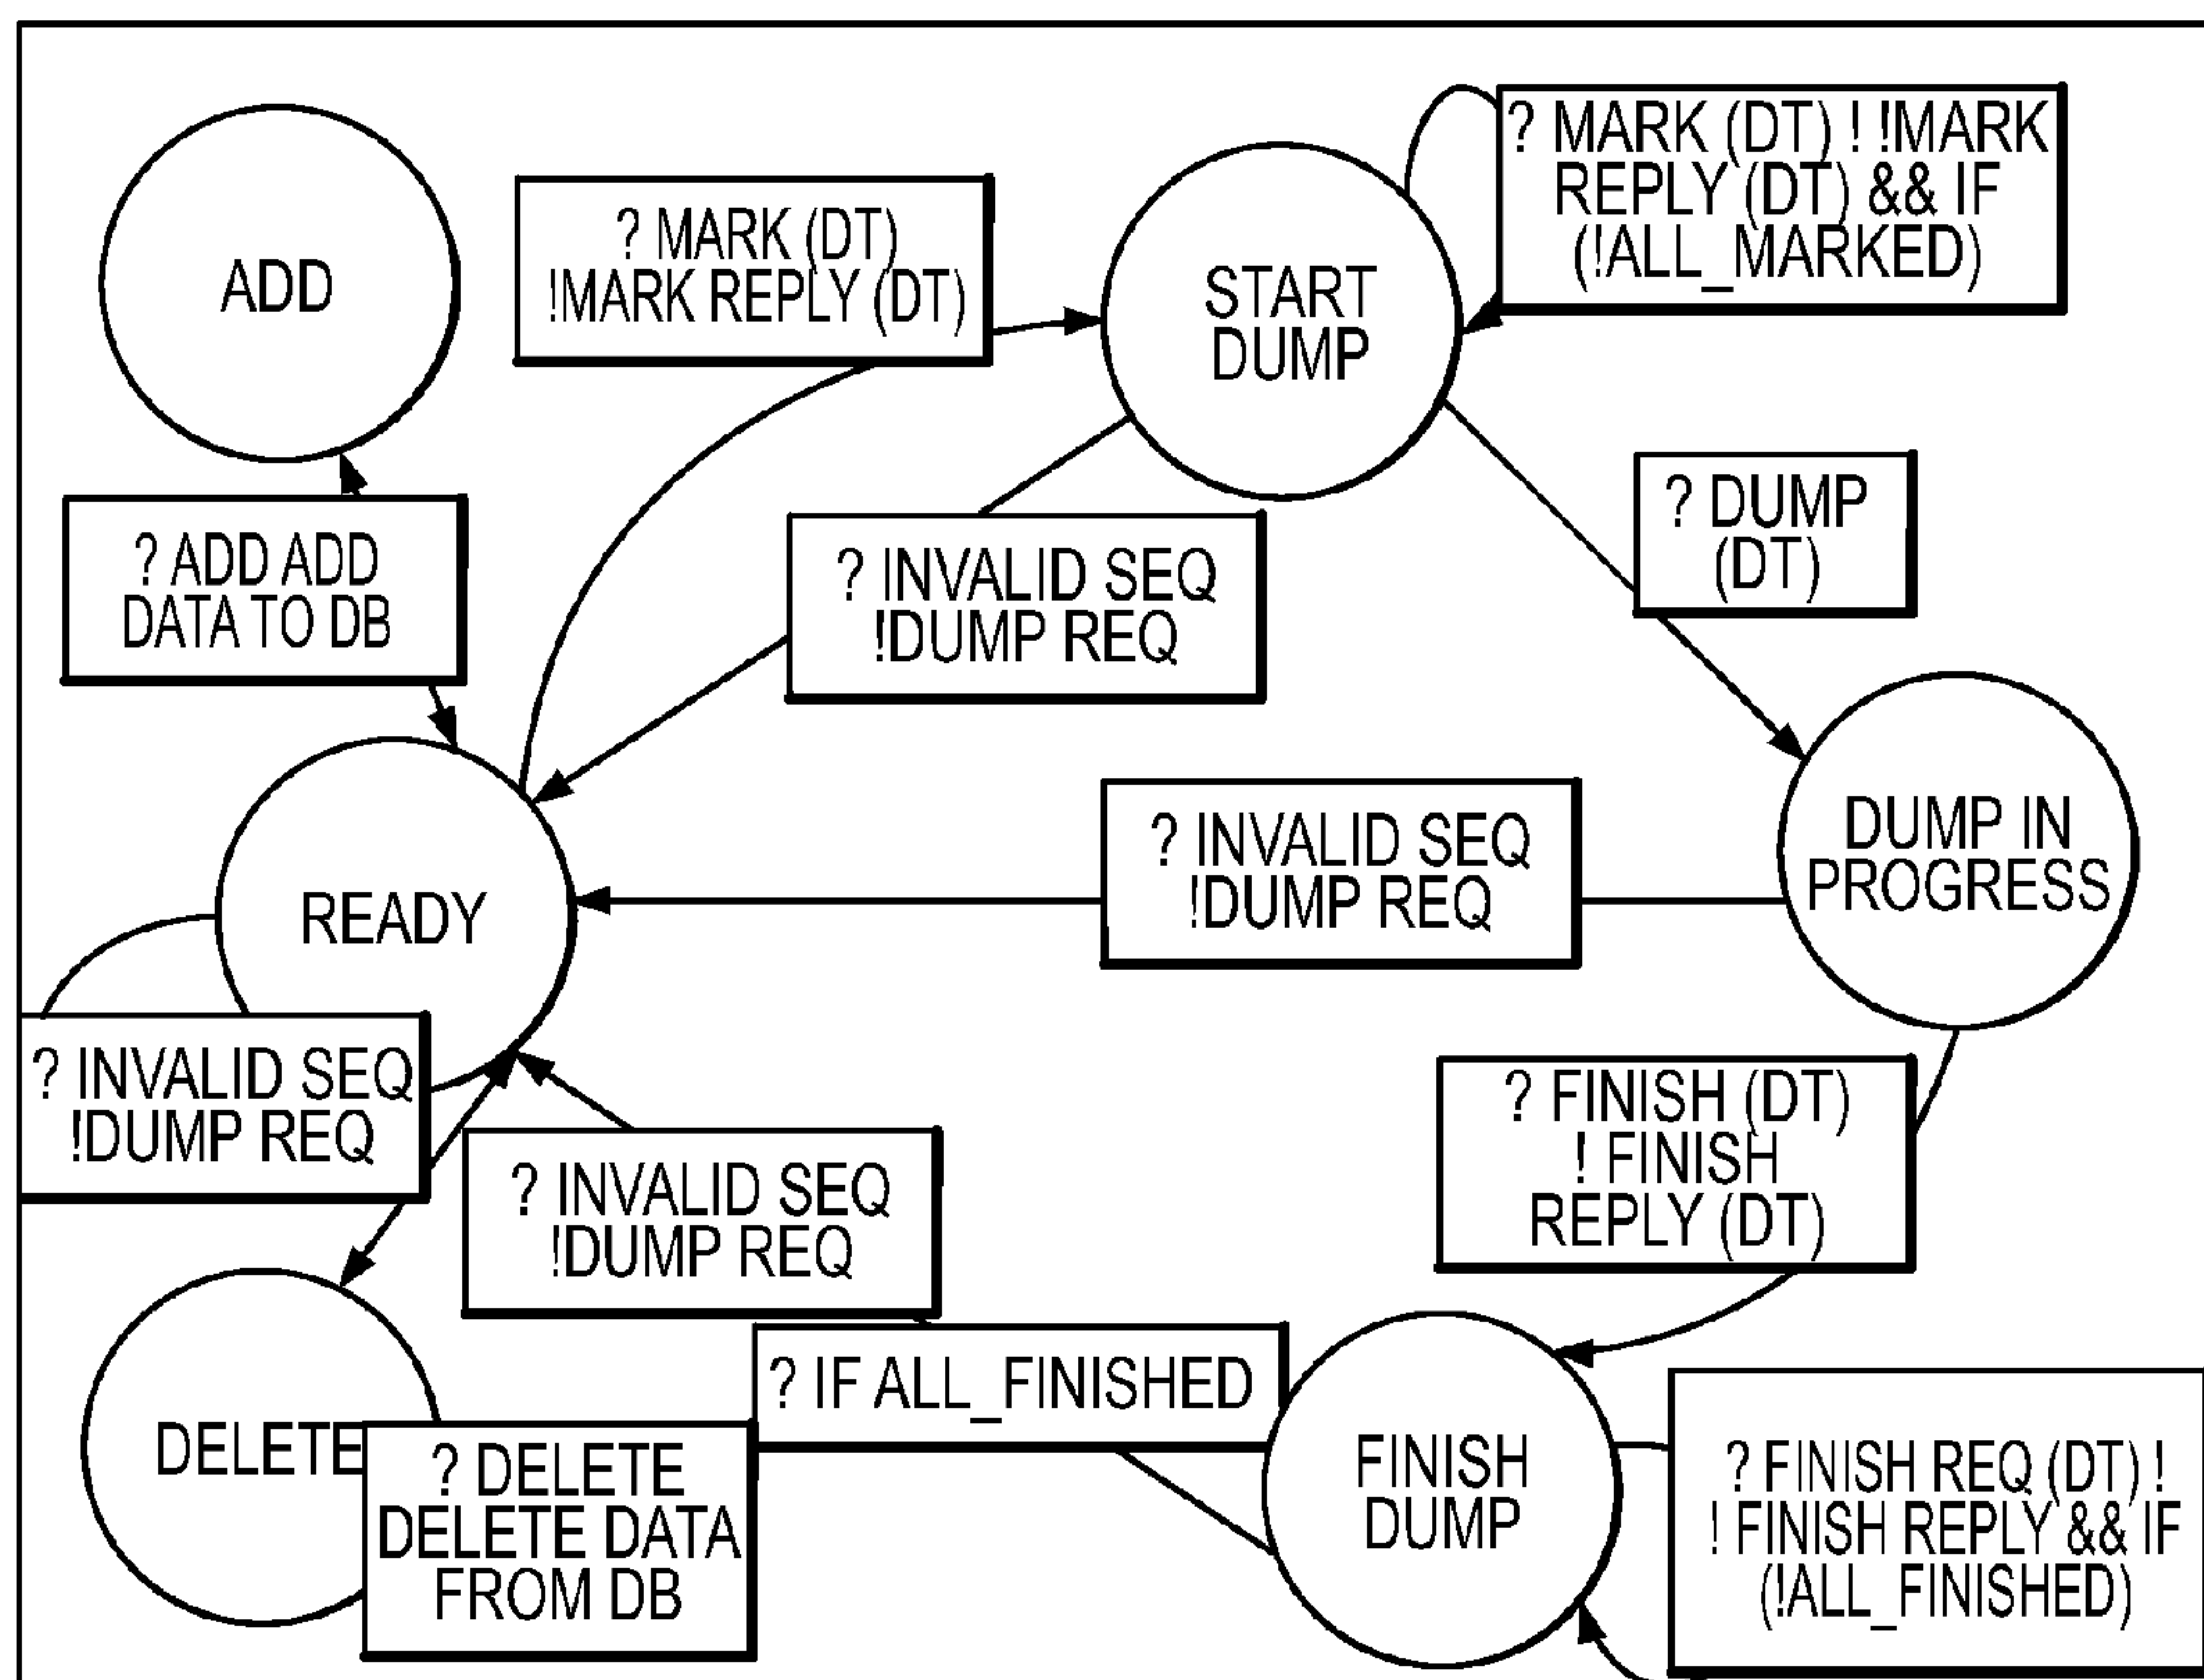 ADD
? MARK (DT)
!MARK REPLY (DT)
START
DUMP
? MARK (DT) ! !MARK
REPLY (DT) && IF
(!ALL_MARKED)
? ADD ADD
DATA TO DB
? INVALID SEQ
!DUMP REQ
? DUMP
(DT)
READY
? INVALID SEQ
!DUMP REQ
DUMP IN
PROGRESS
? INVALID SEQ
!DUMP REQ
? INVALID SEQ
!DUMP REQ
? FINISH (DT)
! FINISH
REPLY (DT)
DELETE
? DELETE
DELETE DATA
FROM DB
? IF ALL_FINISHED
FINISH
DUMP
? FINISH REQ (DT) !
! FINISH REPLY && IF
(!ALL_FINISHED)